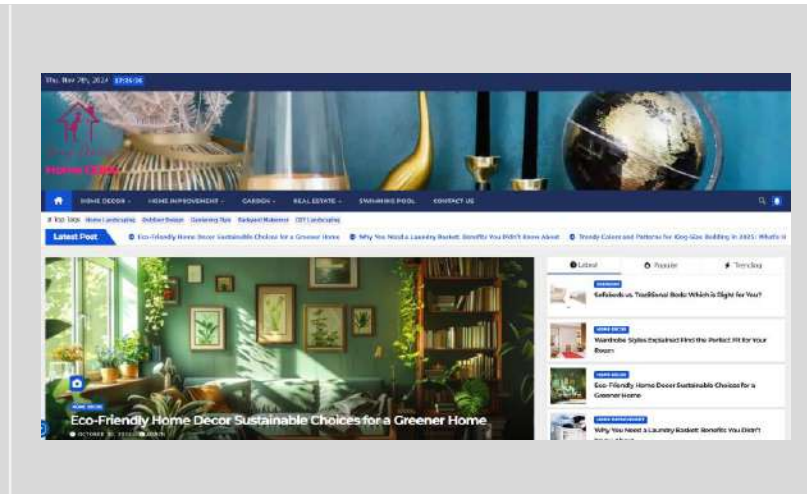 Thu, Nov 7th, 2024
HOME DECOR
HOME IMPROVEMENT
GARDEN
REAL ESTATE
SWIMMING POOL
CONTACT US
# Top Tags
Home Landscaping
Outdoor Design
Gardening Tips
Backyard Makeover
DIY Landscaping
Latest Post
Eco-Friendly Home Decor Sustainable Choices for a Greener Home
Why You Need a Laundry Basket: Benefits You Didn't Know About
Trendy Colors and Patterns for King-Size Bedding in 2025: What's
Latest
Popular
Trending
Sofabeds vs. Traditional Beds: Which is Right for You?
HOME DECOR
Wardrobe Styles Explained Find the Perfect Fit for Your
Room
HOME DECOR
Eco-Friendly Home Decor Sustainable Choices for a
Greener Home
HOME IMPROVEMENT
Why You Need a Laundry Basket: Benefits You Didn't
HOME DECOR
Eco-Friendly Home Decor Sustainable Choices for a Greener Home
OCTOBER